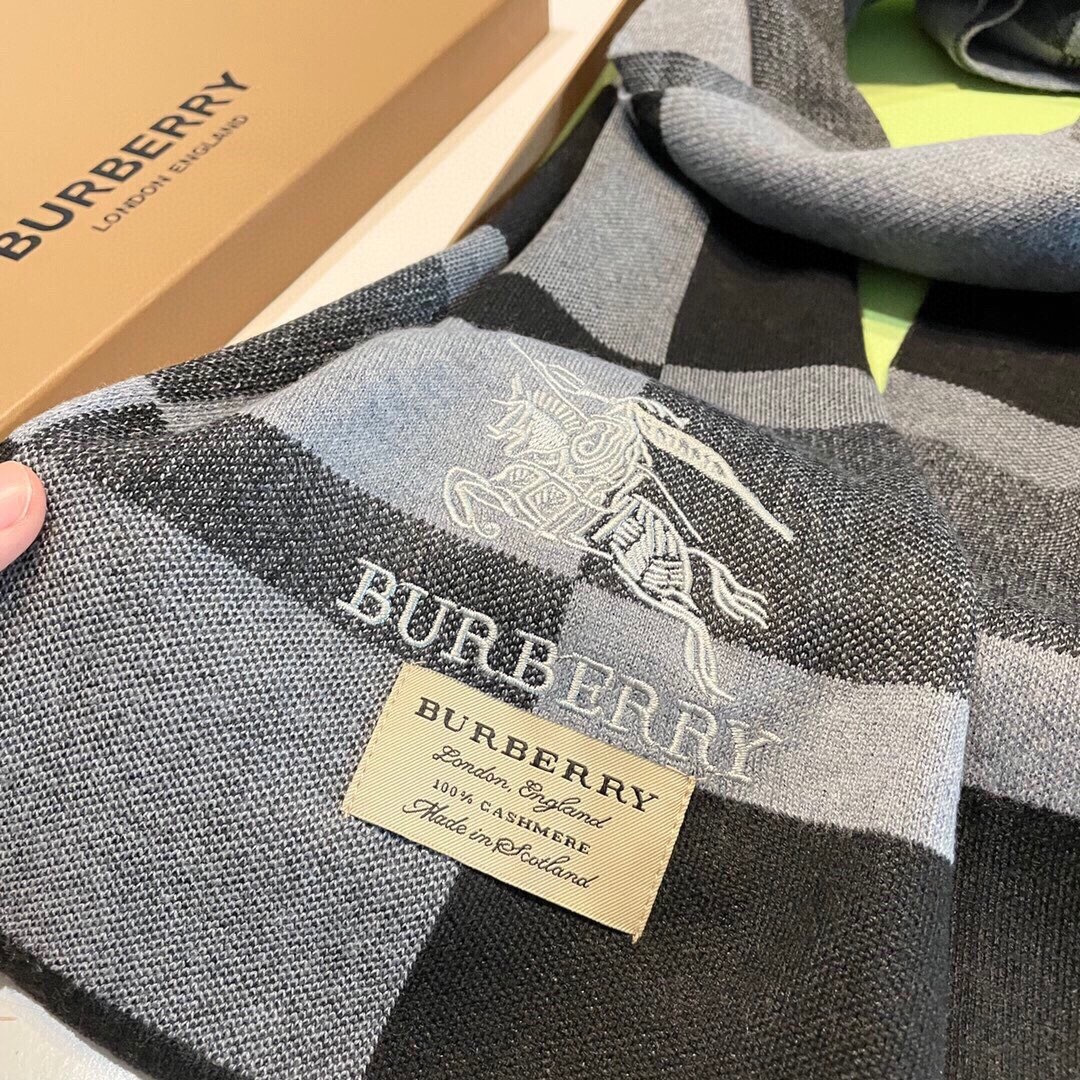 BURBERRY
LONDON ENGLAND
BURBERRY
BURBERRY
London, England
100% CASHMERE
Made in Scotland